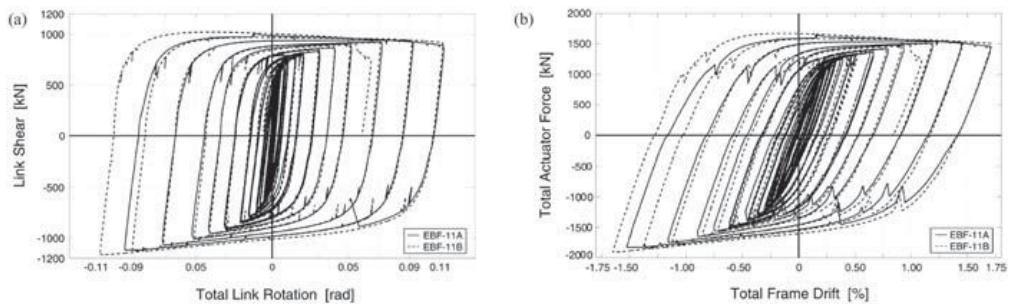 (a)
1200
1000
500
0
-500
-1000
1200
Link Shear [kN]
-0.11 -0.09 0.05 0 0.05 0.09 0.11
Total Link Rotation [rad]
EBF-11A
EBF-11B
(b)
2000
1500
1000
500
0
-500
-1000
-1500
-2000
Total Actuator Force [kN]
-1.75 -1.50 -1.00 -0.50 0 0.50 1.00 1.50 1.75
Total Frame Drift [%]
EBF-11A
EBF-11B